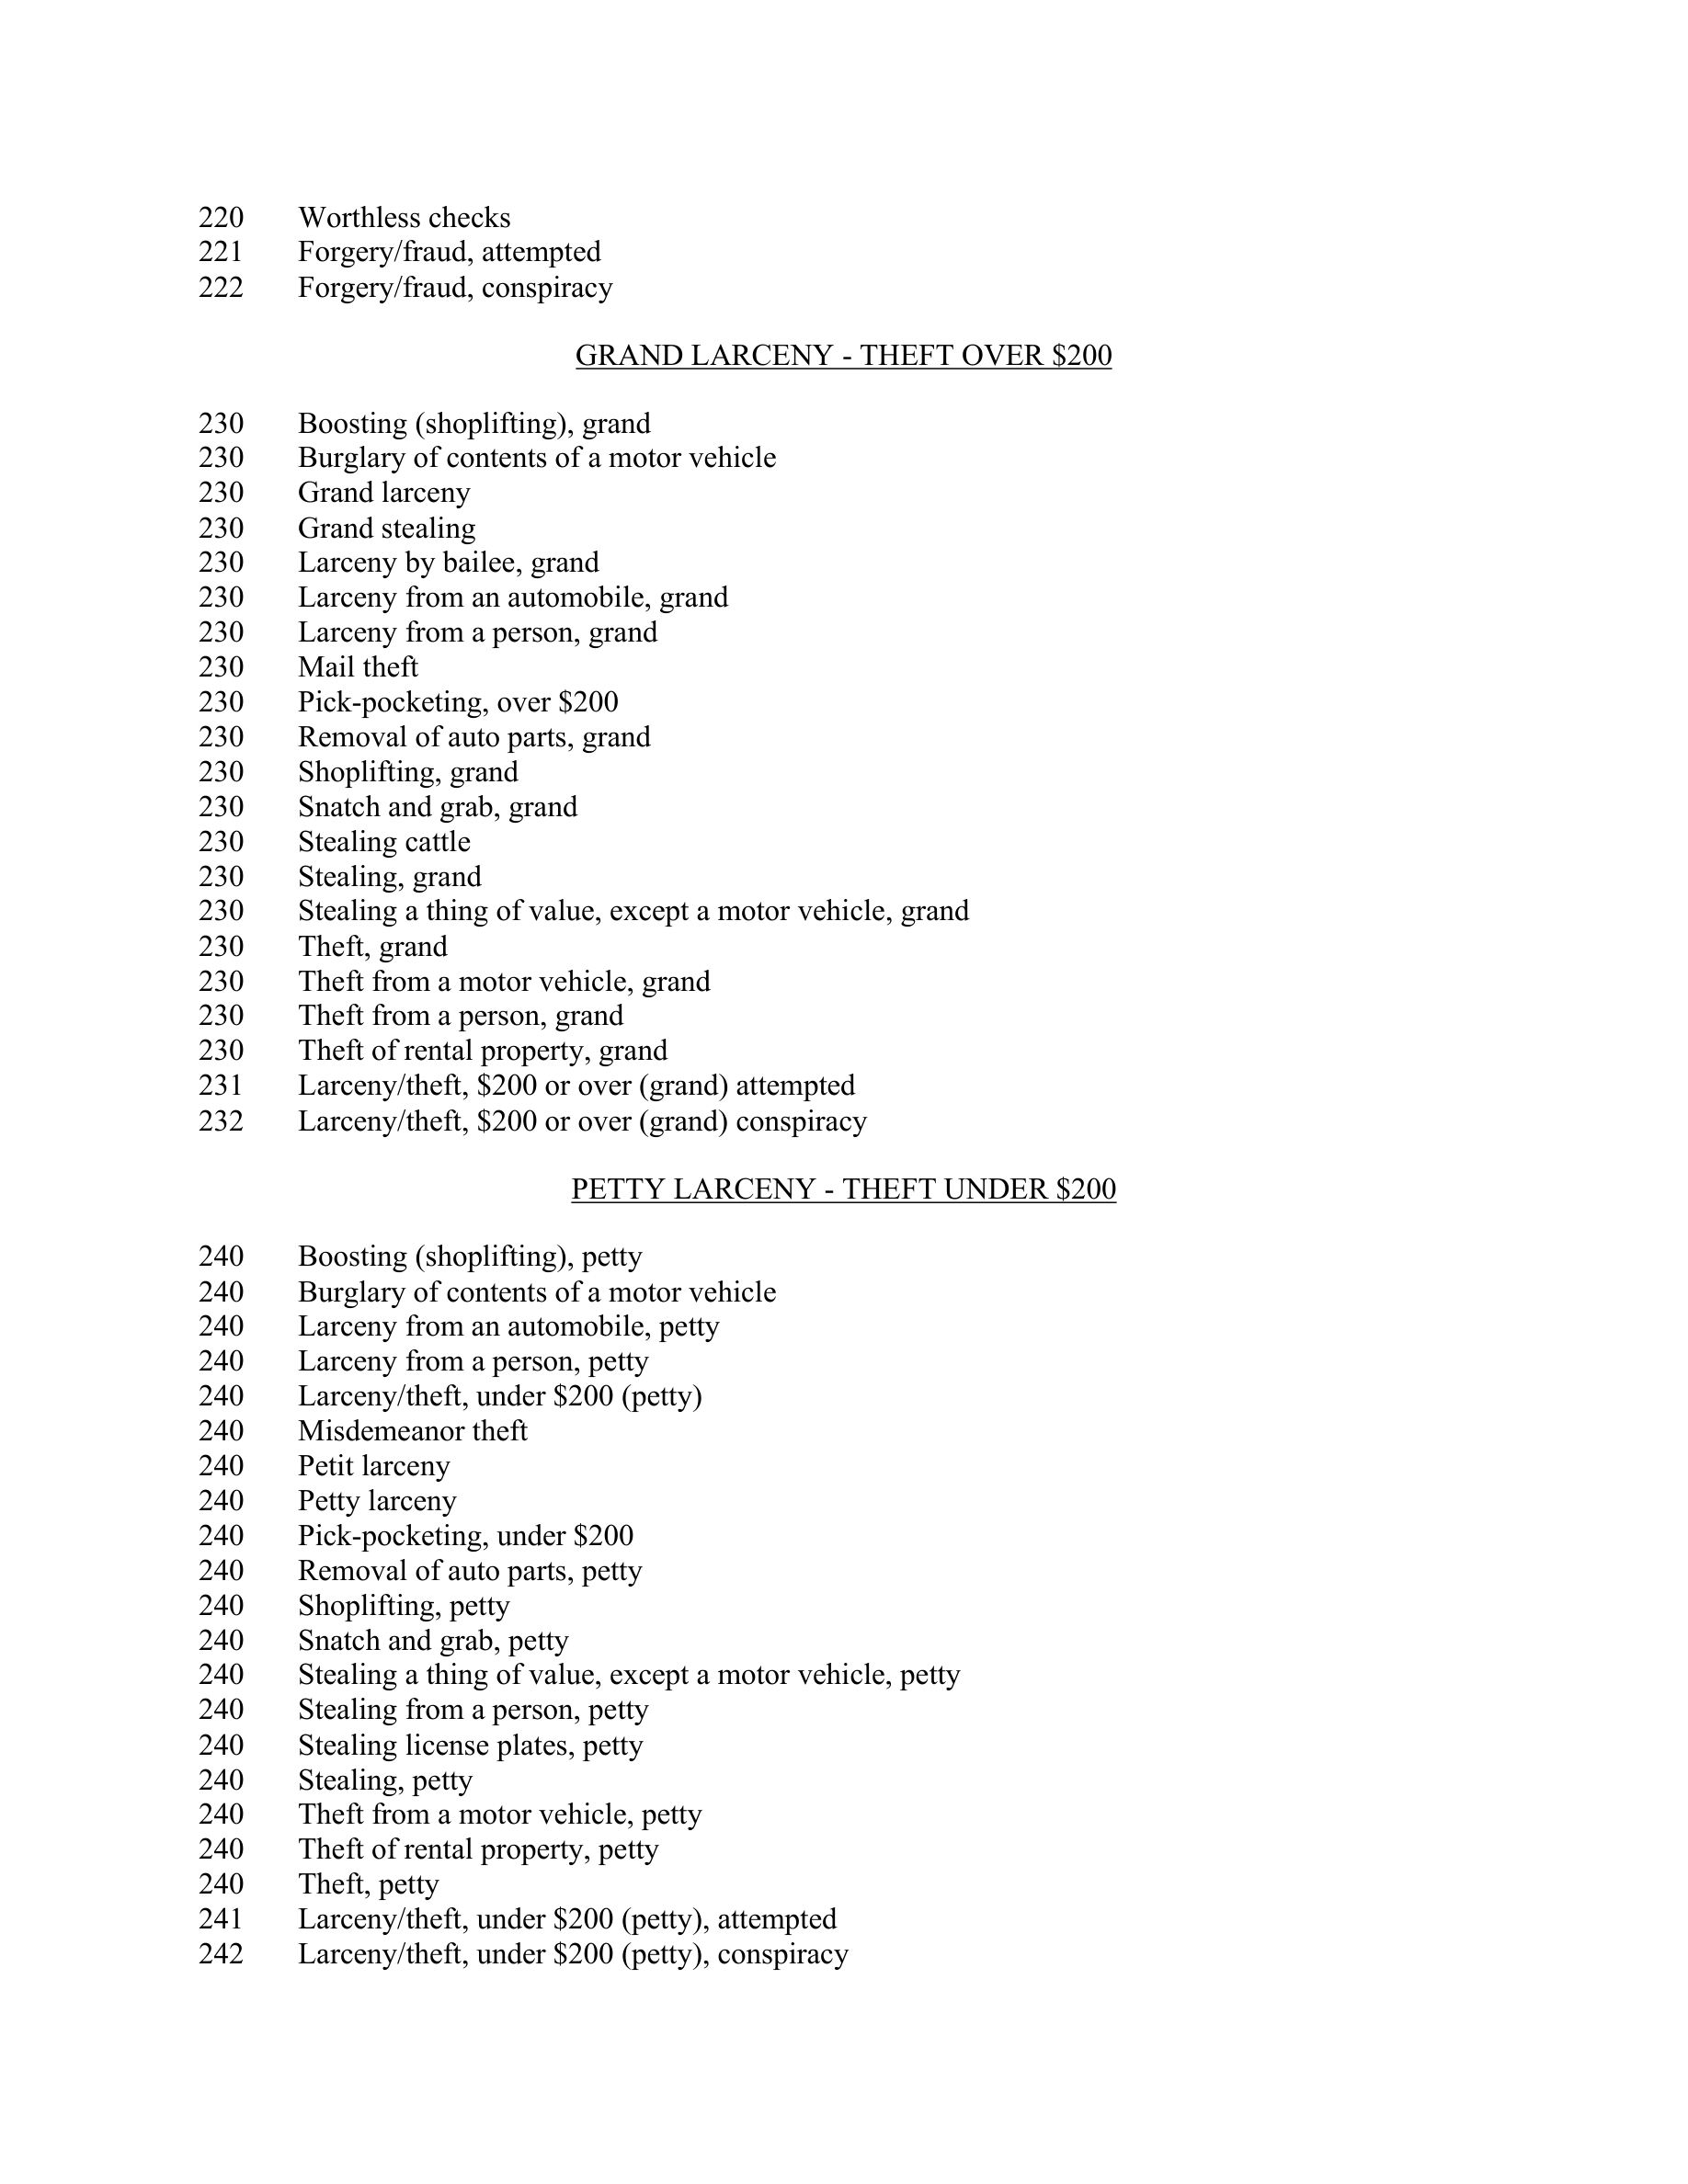 220 Worthless checks
221 Forgery/fraud, attempted
222 Forgery/fraud, conspiracy
GRAND LARCENY - THEFT OVER $200
230 Boosting (shoplifting), grand
230 Burglary of contents of a motor vehicle
230 Grand larceny
230 Grand stealing
230 Larceny by bailee, grand
230 Larceny from an automobile, grand
230 Larceny from a person, grand
230 Mail theft
230 Pick-pocketing, over $200
230 Removal of auto parts, grand
230 Shoplifting, grand
230 Snatch and grab, grand
230 Stealing cattle
230 Stealing, grand
230 Stealing a thing of value, except a motor vehicle, grand
230 Theft, grand
230 Theft from a motor vehicle, grand
230 Theft from a person, grand
230 Theft of rental property, grand
231 Larceny/theft, $200 or over (grand) attempted
232 Larceny/theft, $200 or over (grand) conspiracy
PETTY LARCENY - THEFT UNDER $200
240 Boosting (shoplifting), petty
240 Burglary of contents of a motor vehicle
240 Larceny from an automobile, petty
240 Larceny from a person, petty
240 Larceny/theft, under $200 (petty)
240 Misdemeanor theft
240 Petit larceny
240 Petty larceny
240 Pick-pocketing, under $200
240 Removal of auto parts, petty
240 Shoplifting, petty
240 Snatch and grab, petty
240 Stealing a thing of value, except a motor vehicle, petty
240 Stealing from a person, petty
240 Stealing license plates, petty
240 Stealing, petty
240 Theft from a motor vehicle, petty
240 Theft of rental property, petty
240 Theft, petty
241 Larceny/theft, under $200 (petty), attempted
242 Larceny/theft, under $200 (petty), conspiracy